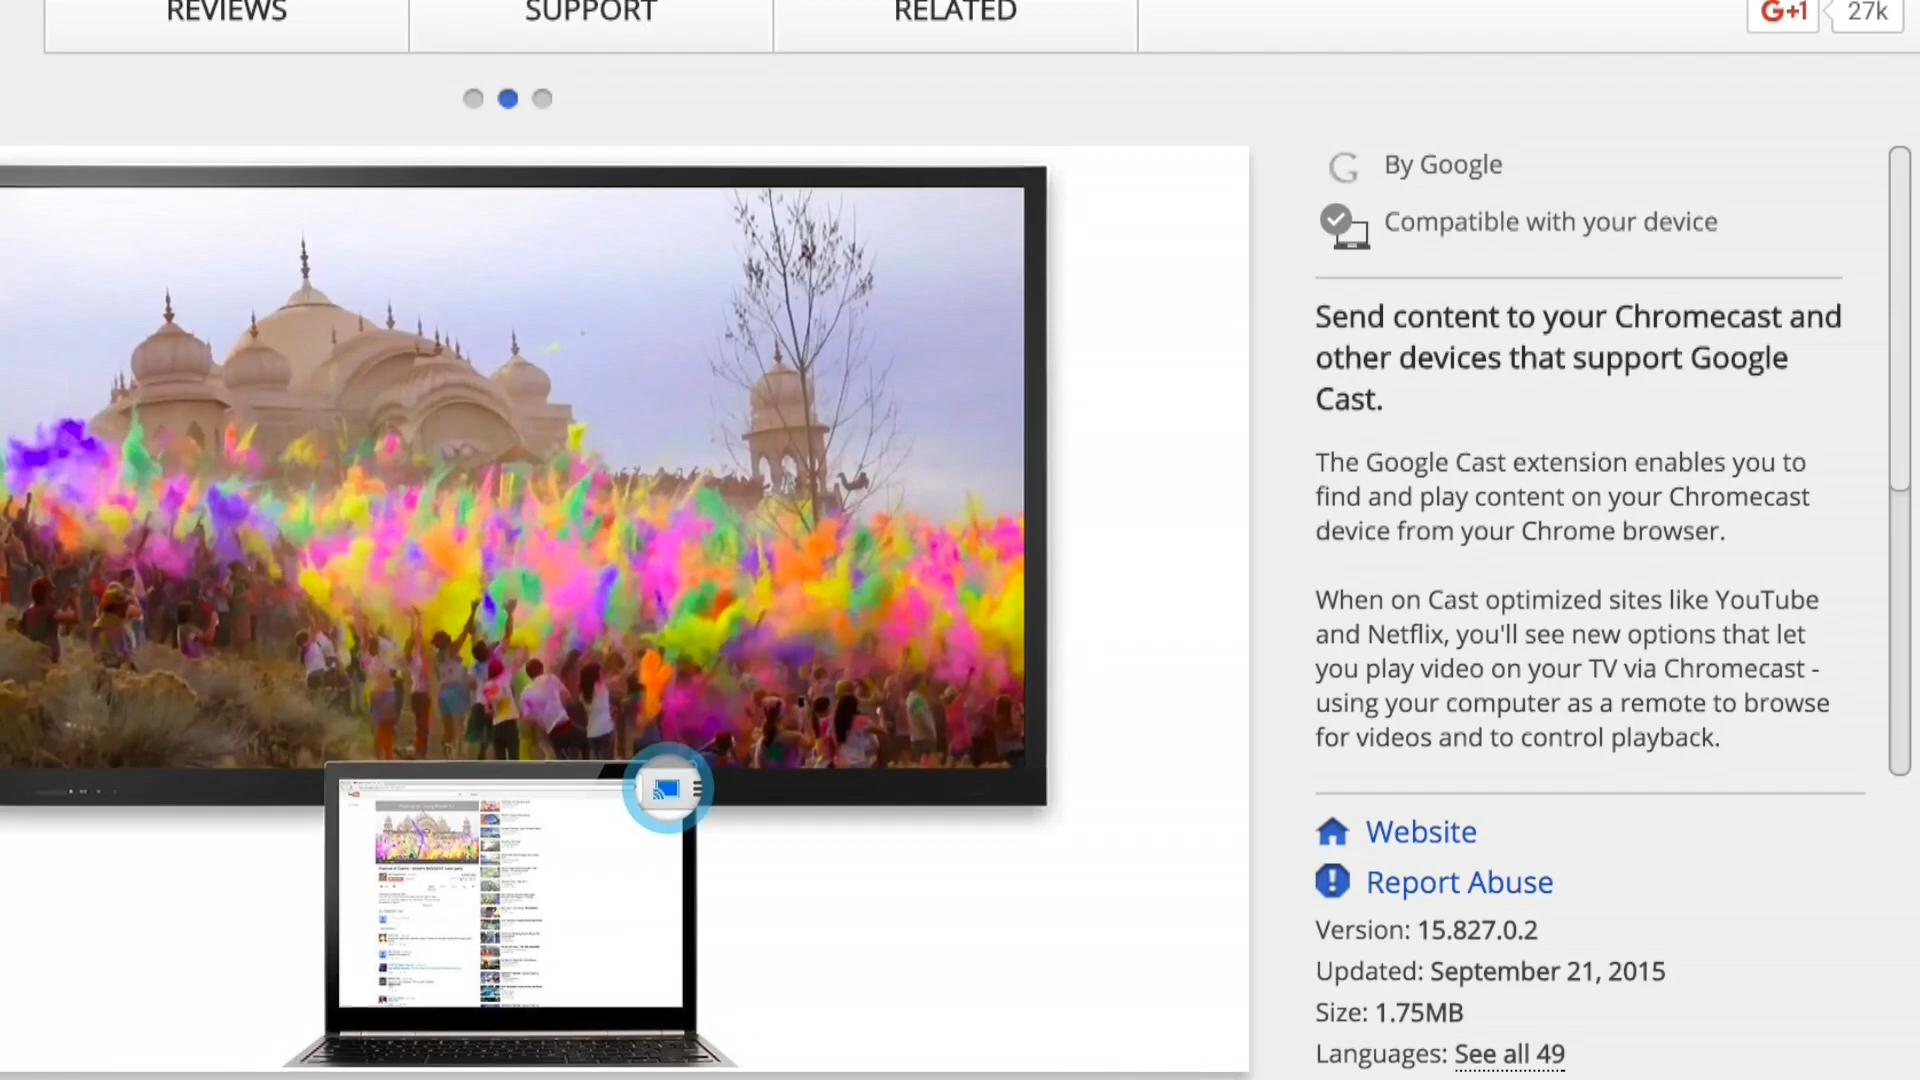 REVIEWS
SUPPORT
RELATED
G+1
27k
By Google
Compatible with your device
Send content to your Chromecast and
other devices that support Google
Cast.
The Google Cast extension enables you to
find and play content on your Chromecast
device from your Chrome browser.
When on Cast optimized sites like YouTube
and Netflix, you'll see new options that let
you play video on your TV via Chromecast -
using your computer as a remote to browse
for videos and to control playback.
Website
Report Abuse
Version: 15.827.0.2
Updated: September 21, 2015
Size: 1.75MB
Languages: See all 49